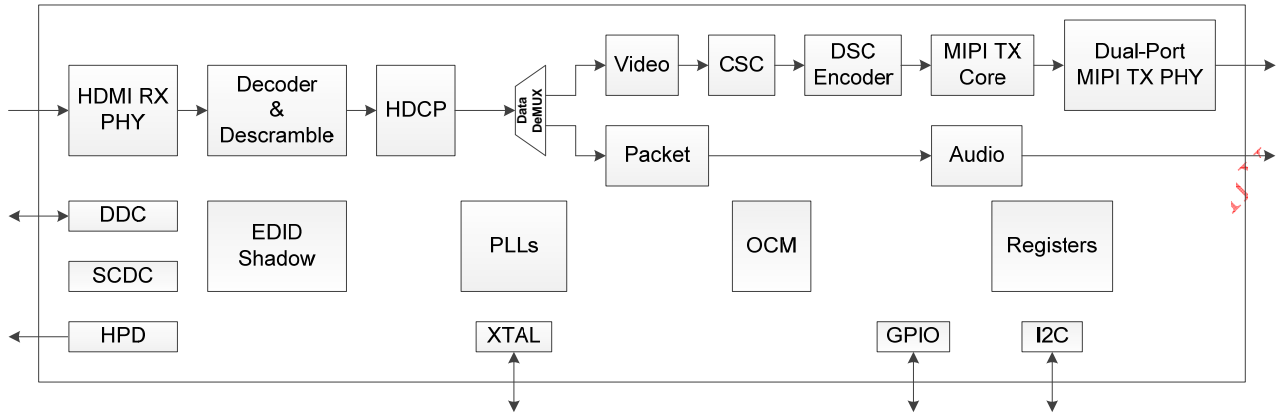 HDMI RX
PHY
Decoder
&
Descramble
HDCP
Data
DeMUX
Video
CSC
DSC
Encoder
MIPI TX
Core
Dual-Port
MIPI TX PHY
Packet
Audio
DDC
EDID
Shadow
PLLs
OCM
Registers
SCDC
HPD
XTAL
GPIO
I2C